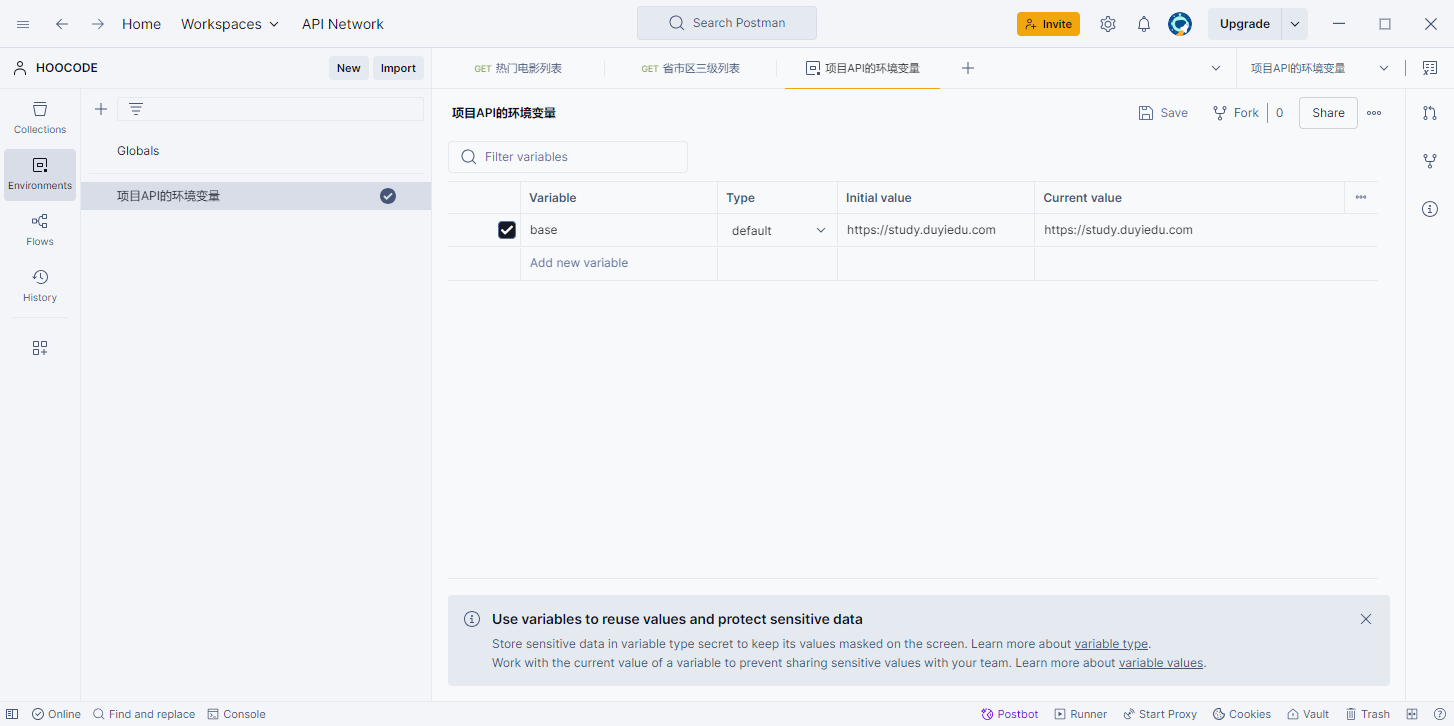 Home Workspaces API Network Search Postman Invite Upgrade
HOOCODE New Import GET 热门电影列表 GET 省市区三级列表 项目API的环境变量 项目API的环境变量
Collections
Environments
Flows
History
Globals
项目API的环境变量
项目API的环境变量 Save Fork 0 Share
Filter variables
Variable Type Initial value Current value
base default https://study.duyiedu.com https://study.duyiedu.com
Add new variable
Use variables to reuse values and protect sensitive data
Store sensitive data in variable type secret to keep its values masked on the screen. Learn more about variable type.
Work with the current value of a variable to prevent sharing sensitive values with your team. Learn more about variable values.
Online Find and replace Console Postbot Runner Start Proxy Cookies Vault Trash